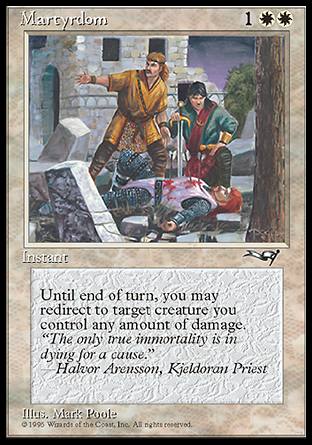 Martyrdom 1
Instant
Until end of turn, you may
redirect to target creature you
control any amount of damage.
"The only true immortality is in
dying for a cause."
—Halvor Arensson, Kjeldoran Priest
Illus. Mark Poole
© 1996 Wizards of the Coast, Inc. All rights reserved.